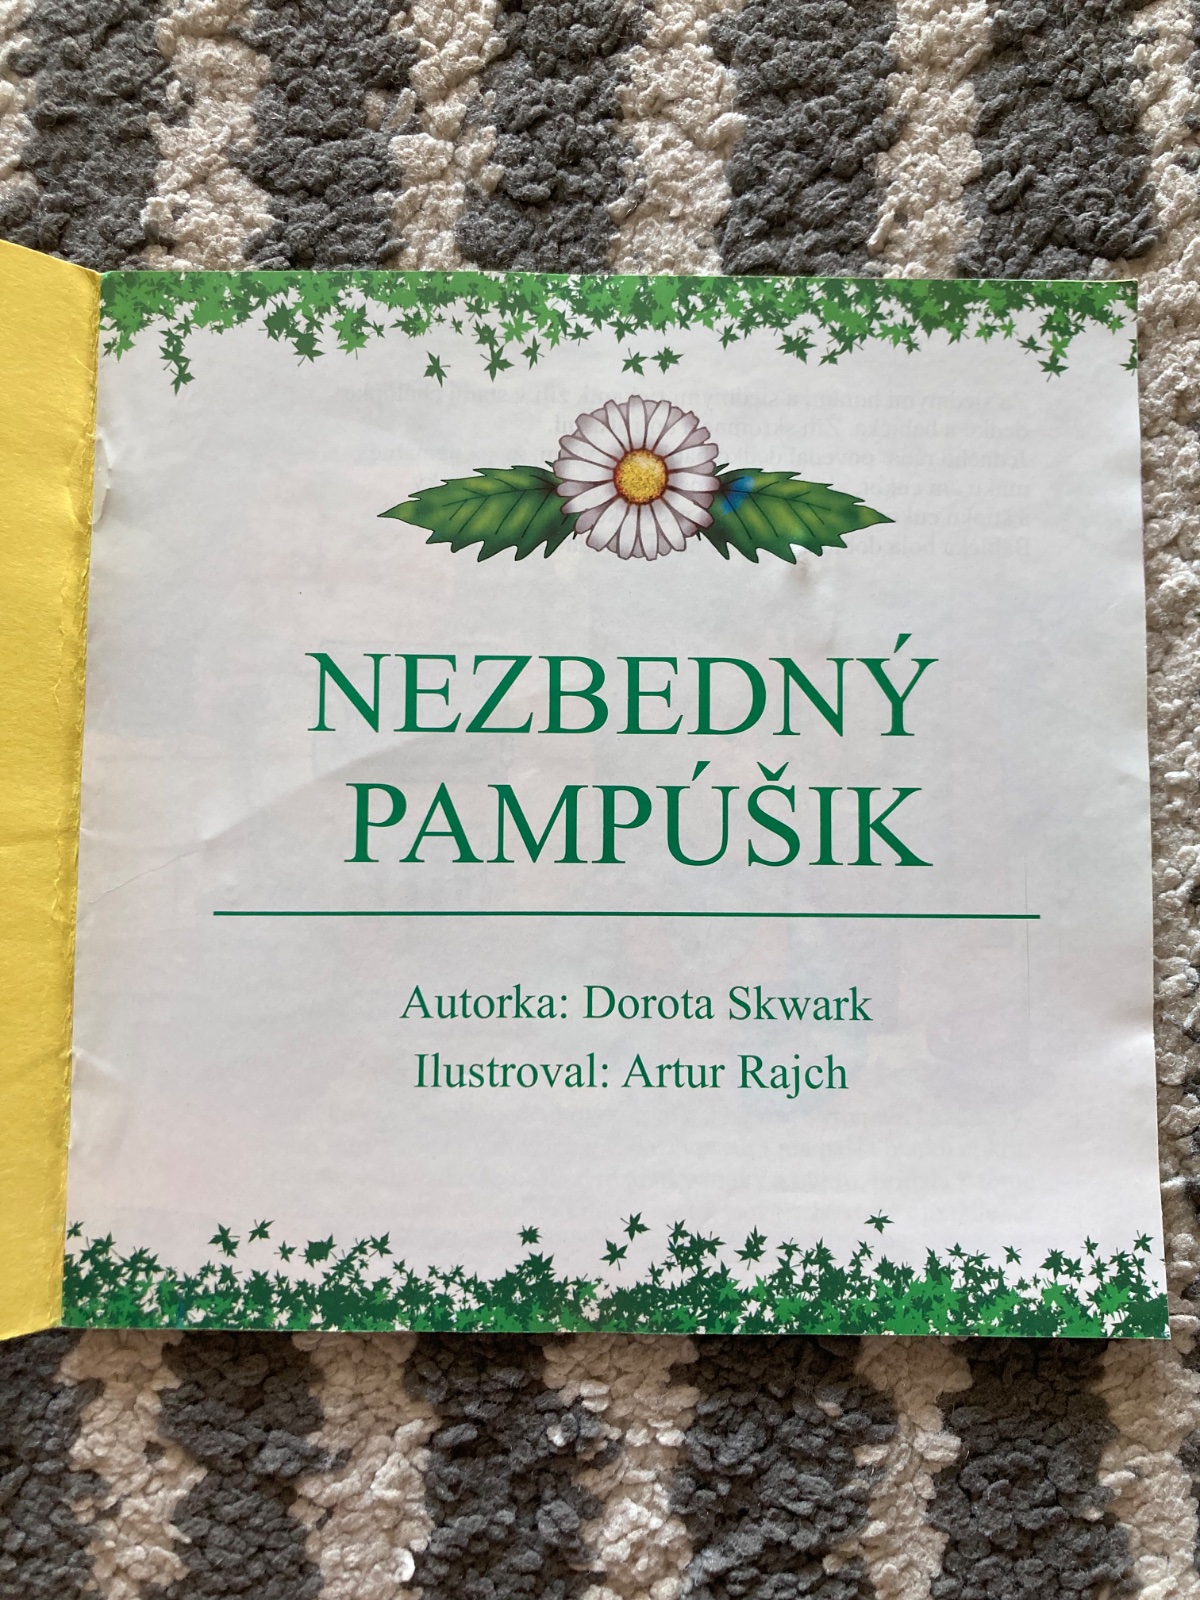 NEZBEDNÝ
PAMPÚŠIK
Autorka: Dorota Skwark
Ilustroval: Artur Rajch